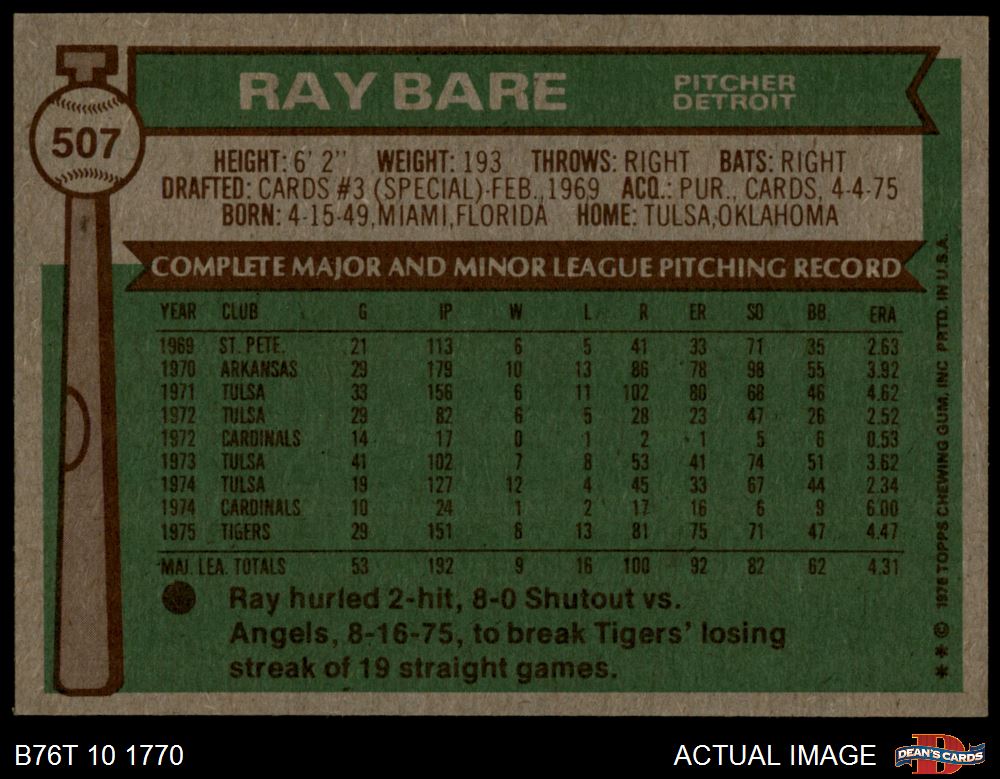 RAY BARE
PITCHER
DETROIT
507
HEIGHT: 6' 2" WEIGHT: 193 THROWS: RIGHT BATS: RIGHT
DRAFTED: CARDS #3 (SPECIAL)-FEB., 1969 ACQ.: PUR., CARDS, 4-4-75
BORN: 4-15-49, MIAMI, FLORIDA HOME: TULSA, OKLAHOMA
COMPLETE MAJOR AND MINOR LEAGUE PITCHING RECORD
YEAR CLUB G IP W L R ER SO BB ERA
1969 ST. PETE. 21 113 6 5 41 33 71 35 2.63
1970 ARKANSAS 29 179 10 13 86 78 98 55 3.92
1971 TULSA 33 156 6 11 102 80 68 46 4.62
1972 TULSA 29 82 6 5 28 23 47 26 2.52
1972 CARDINALS 14 17 0 1 2 1 5 6 0.53
1973 TULSA 41 102 7 8 53 41 74 51 3.62
1974 TULSA 19 127 12 4 45 33 67 44 2.34
1974 CARDINALS 10 24 1 2 17 16 6 9 6.00
1975 TIGERS 29 151 8 13 81 75 71 47 4.47
MAJ. LEA. TOTALS 53 192 9 16 100 92 82 62 4.31
Ray hurled 2-hit, 8-0 Shutout vs.
Angels, 8-16-75, to break Tigers' losing
streak of 19 straight games.
** © 1976 TOPPS CHEWING GUM, INC PRTD. IN U.S.A.
B76T 10 1770
ACTUAL IMAGE
D
DEAN'S CARDS